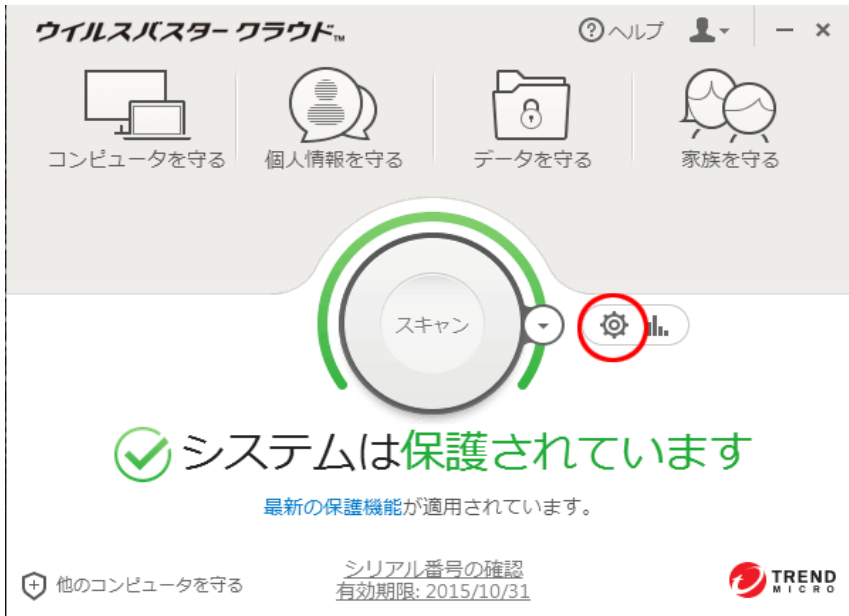 ウイルスバスター クラウド™
?ヘルプ
コンピュータを守る
個人情報を守る
データを守る
家族を守る
スキャン
システムは保護されています
最新の保護機能が適用されています。
他のコンピュータを守る
シリアル番号の確認
有効期限: 2015/10/31
TREND
MICRO